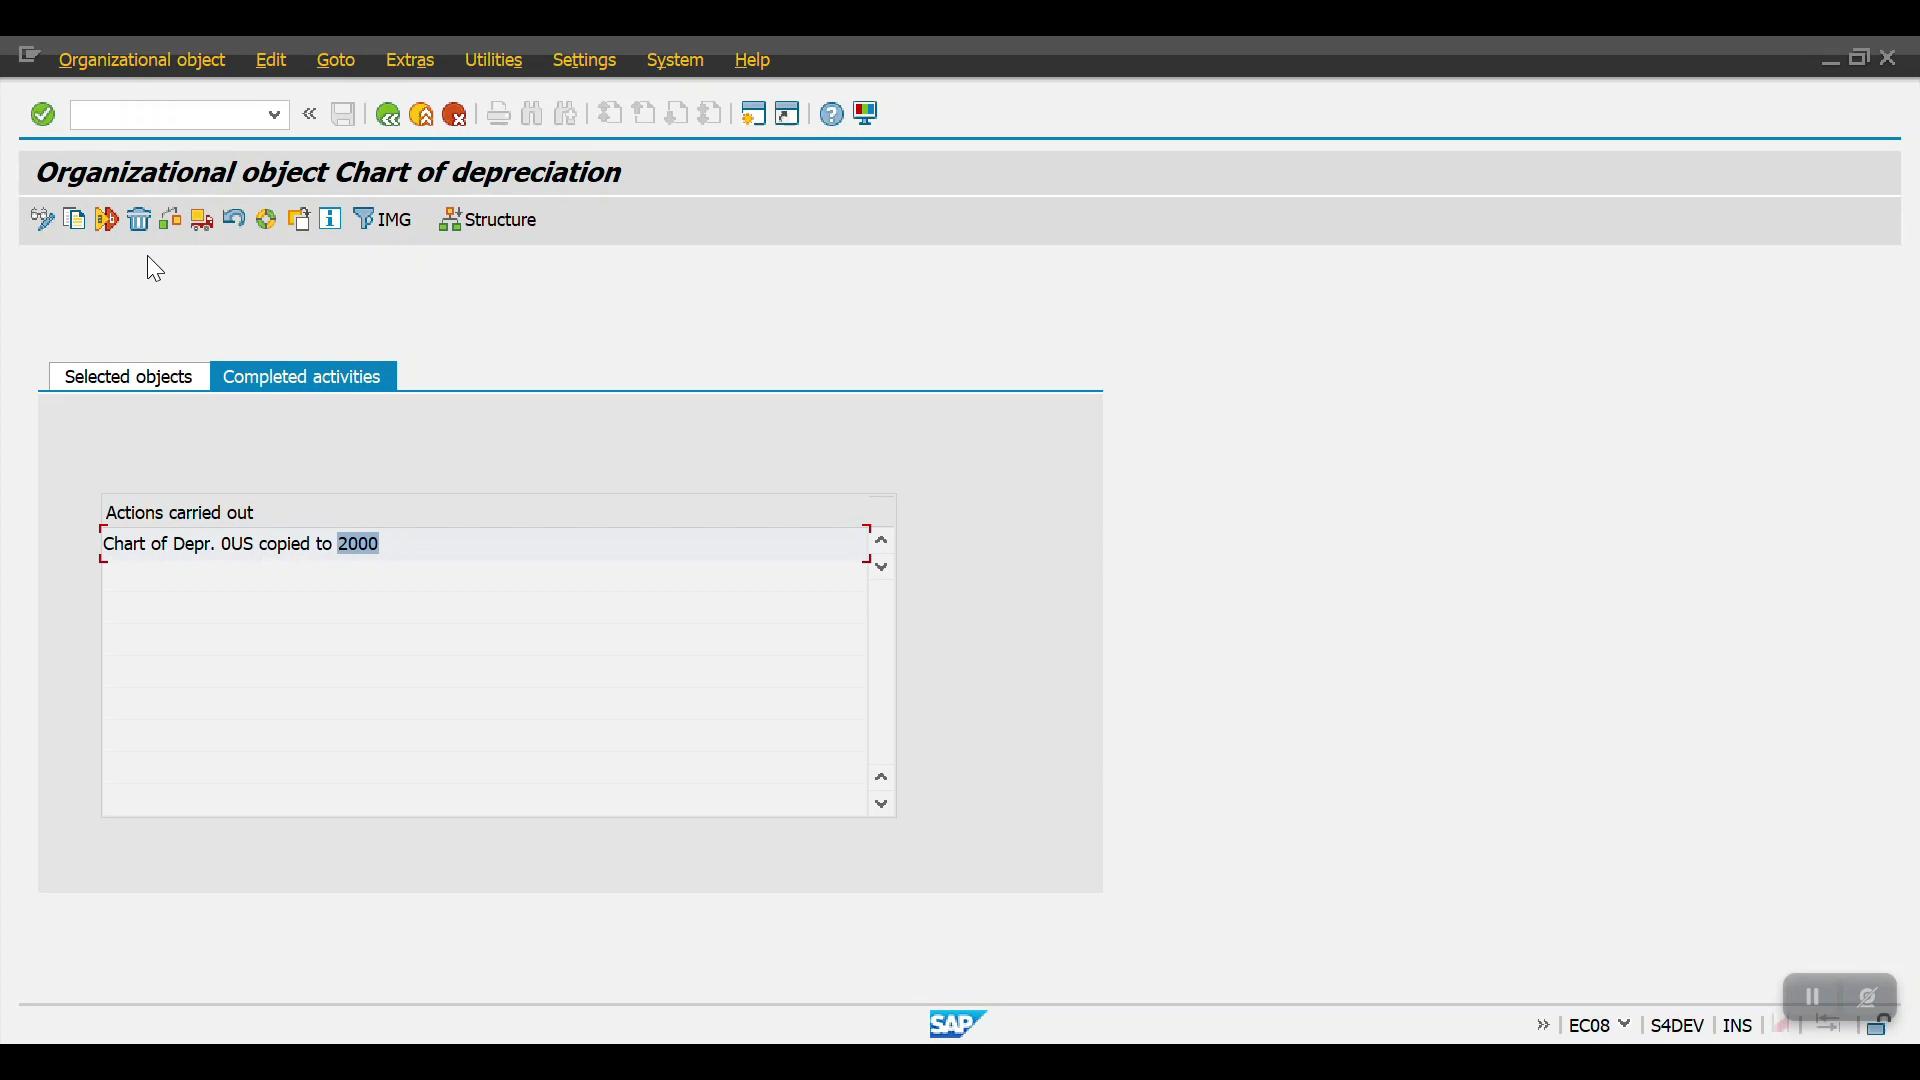 Organizational object Edit Goto Extras Utilities Settings System Help
Organizational object Chart of depreciation
IMG Structure
Selected objects Completed activities
Actions carried out
Chart of Depr. 0US copied to 2000
SAP EC08 S4DEV INS